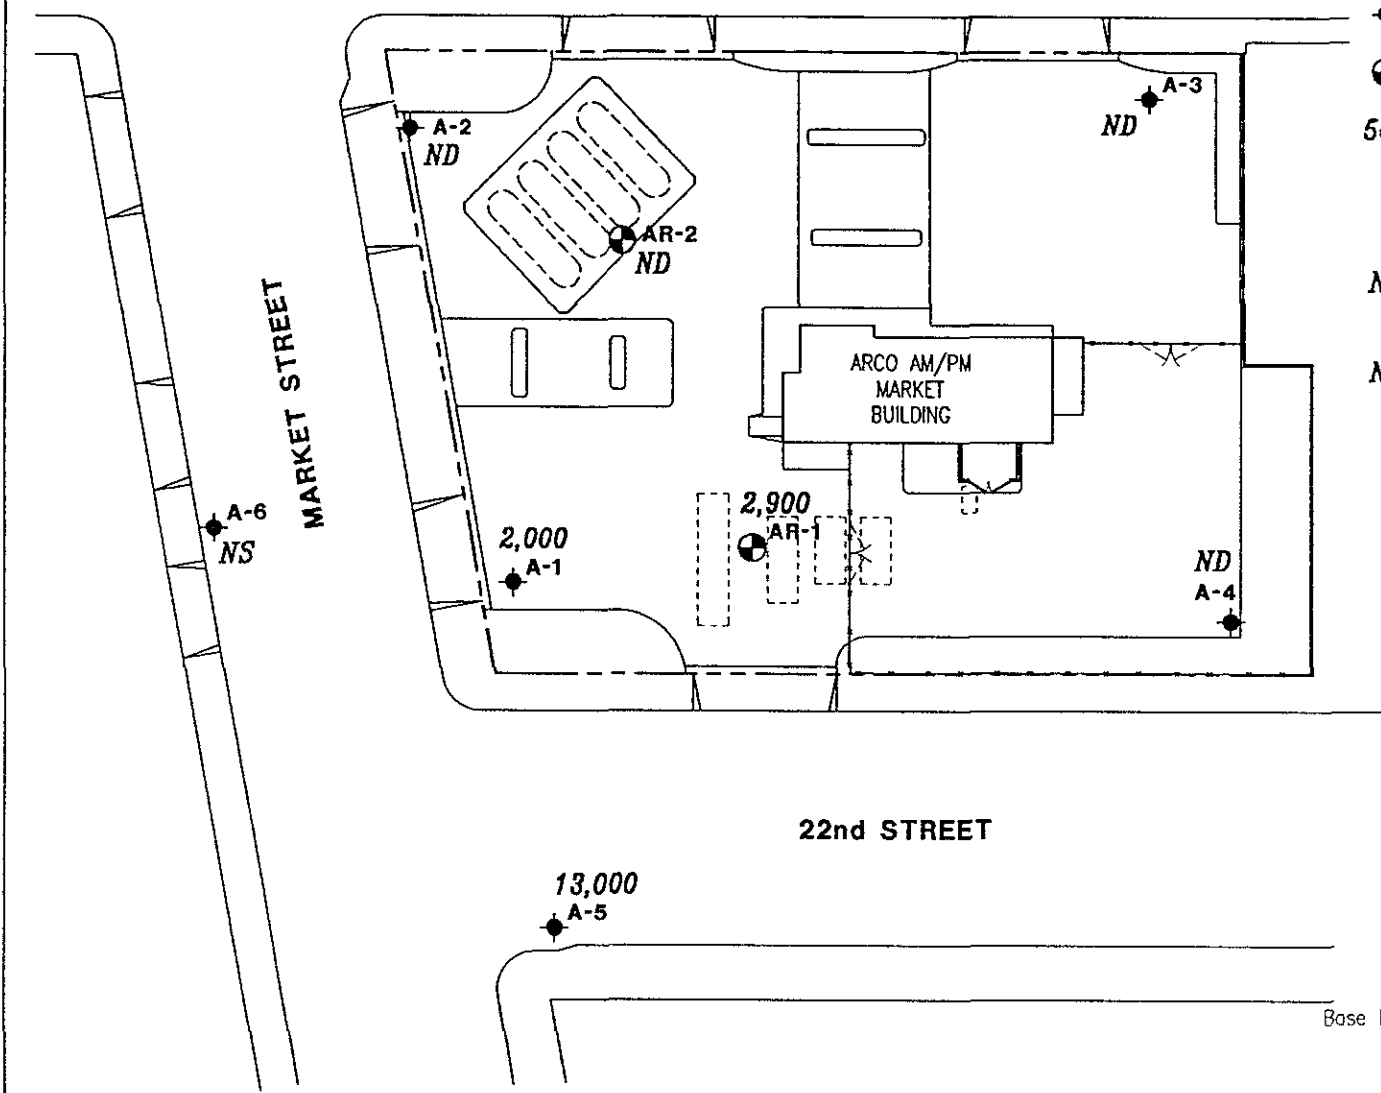 A-3
ND
A-2
ND
AR-2
ND
MARKET STREET
ARCO AM/PM
MARKET
BUILDING
A-6
NS
2,000
A-1
2,900
AR-1
ND
A-4
22nd STREET
13,000
A-5
Base